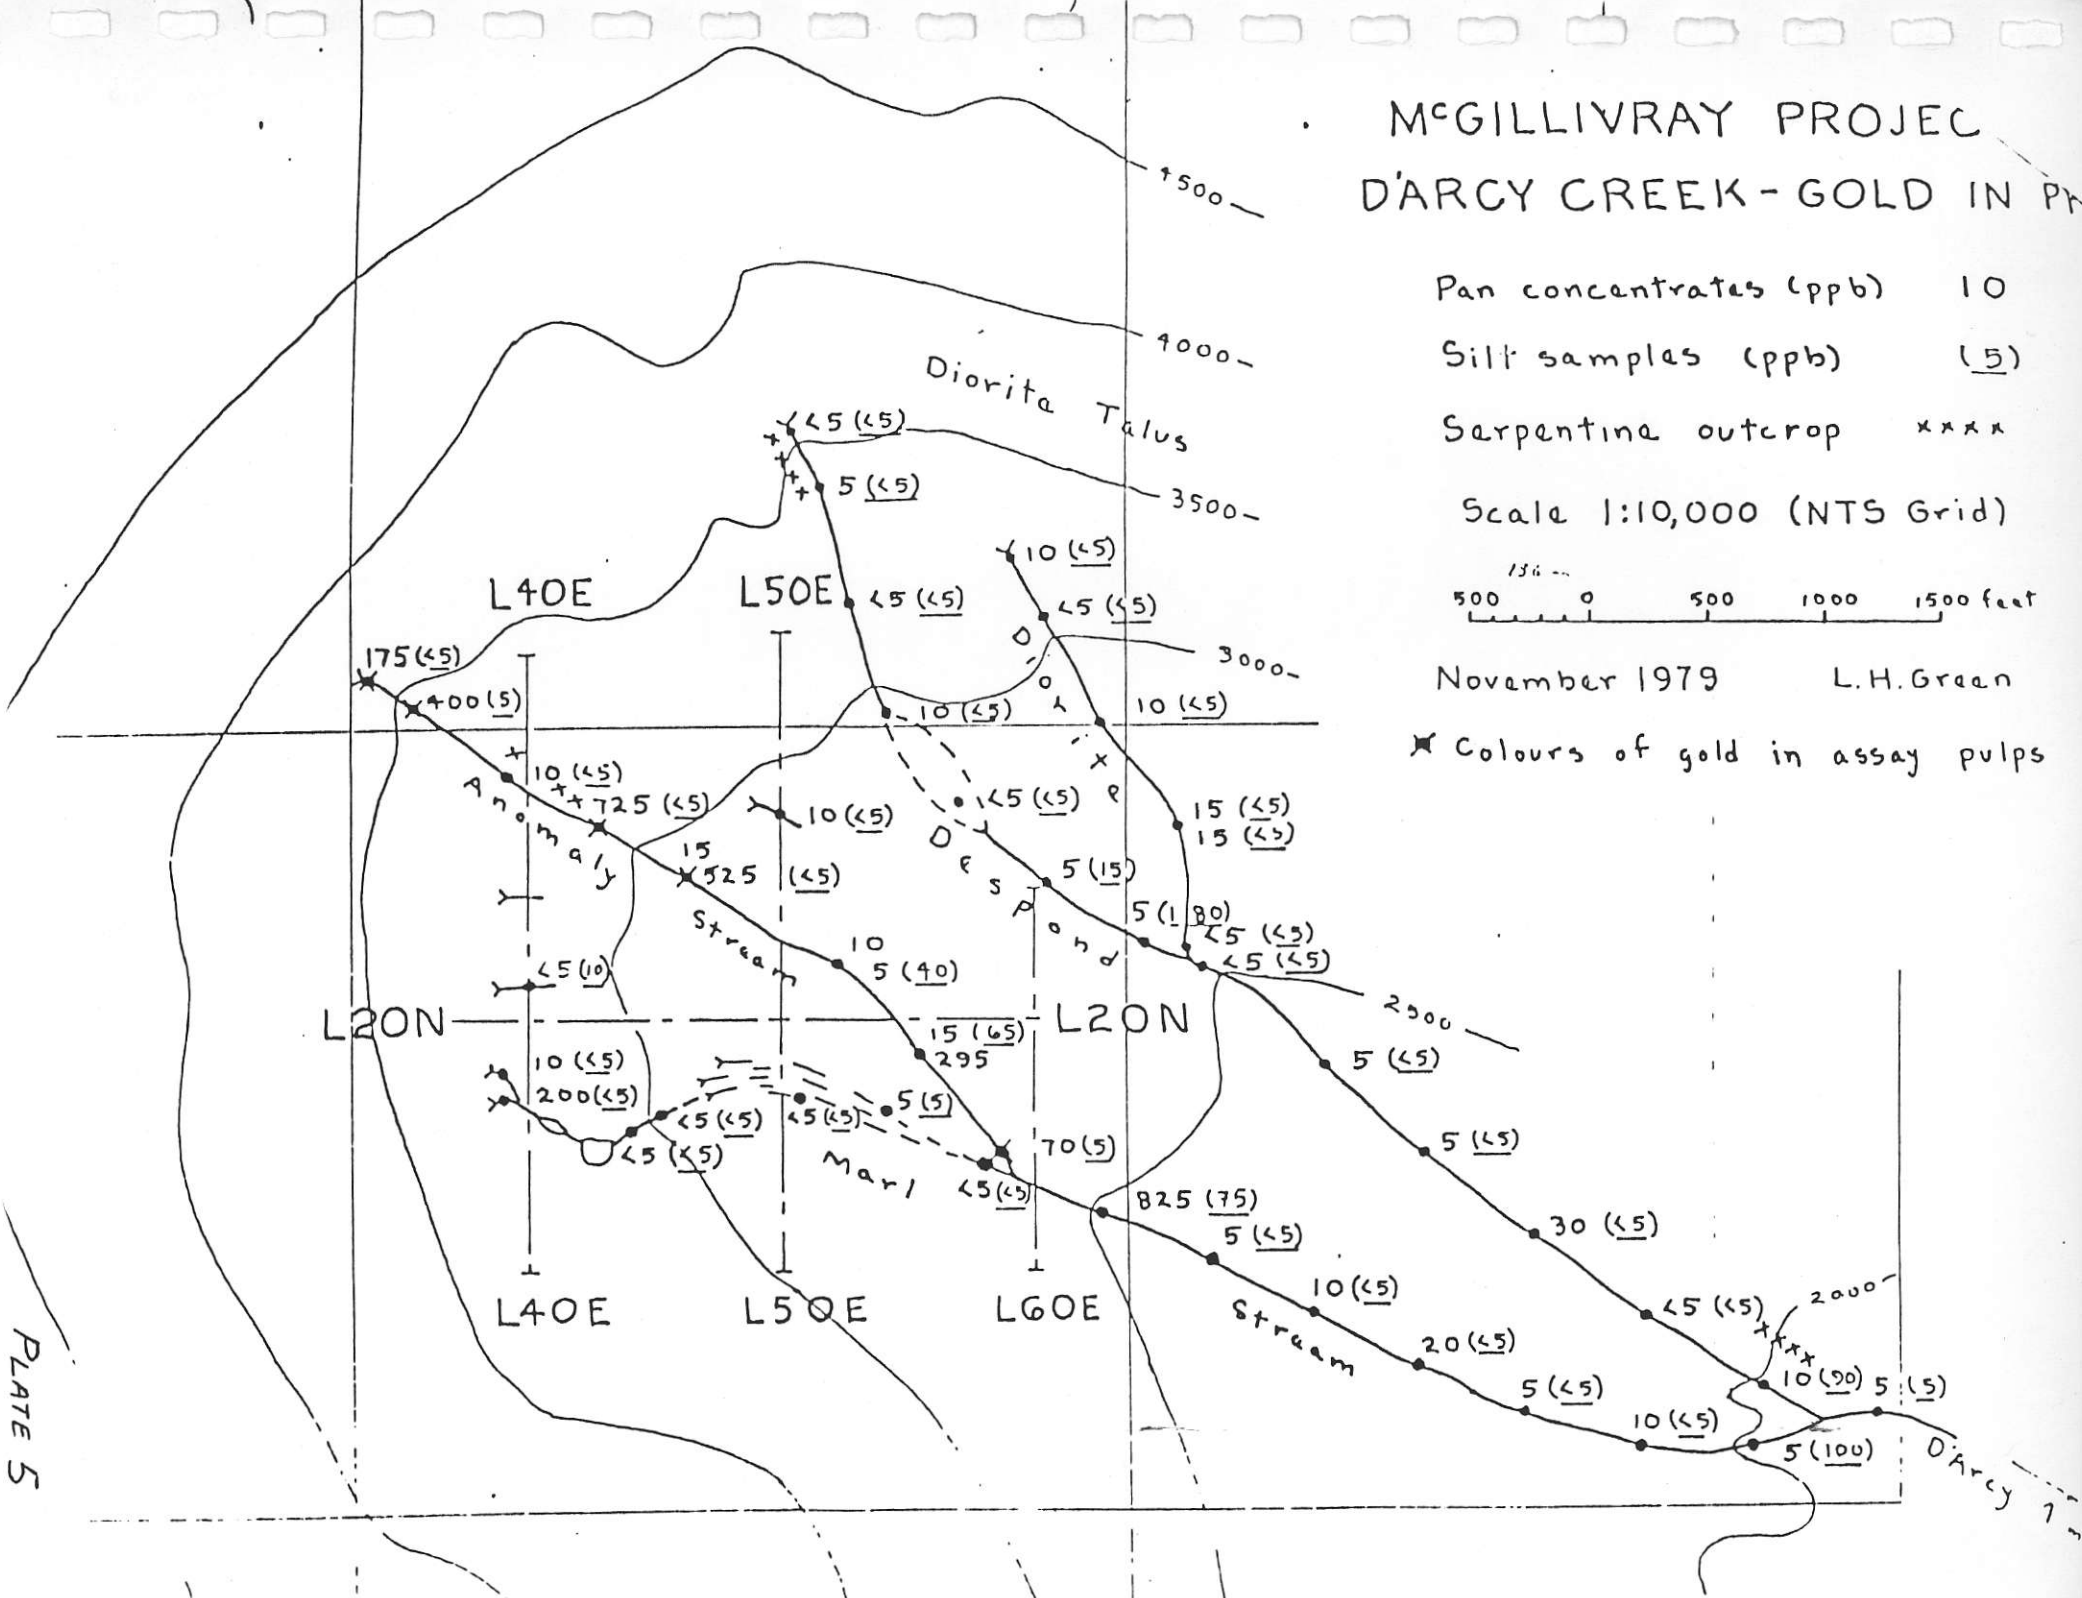 McGILLIVRAY PROJEC
D'ARCY CREEK - GOLD IN
Pan concentrates (ppb) 10
Silt samples (ppb) (5)
Serpentine outcrop xxxx
Scale 1:10,000 (NTS Grid)
500 0 500 1000 1500 feet
November 1979 L.H. Green
Colours of gold in assay pulps
4500
4000
Diorite Talus
3500
<5 (<5)
5 (<5)
10 (<5)
<5 (<5)
<5 (<5)
L40E
L50E
3000
175 (<5)
400 (5)
10 (<5)
10 (<5)
10 (<5)
725 (<5)
Anomaly
10 (<5)
<5 (<5)
15 (<5)
15 (<5)
15
525 (<5)
5 (15)
Despond
5 (180)
<5 (<5)
<5 (<5)
Stream
10
5 (40)
<5 (10)
2500
L20N
L20N
15 (65)
295
10 (<5)
200 (<5)
5 (<5)
<5 (<5)
<5 (<5)
5 (5)
<5 (<5)
70 (5)
5 (<5)
Marl
<5 (<5)
825 (75)
5 (<5)
30 (<5)
10 (<5)
L40E
L50E
L60E
Stream
<5 (<5)
2000
20 (<5)
10 (90)
5 (5)
5 (<5)
10 (<5)
5 (100)
D'Arcy
PLATE 5